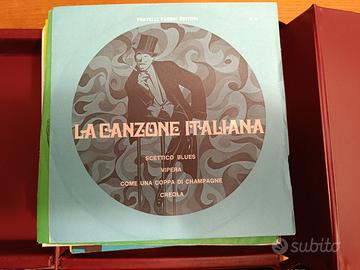 FRATELLI FABBRI EDITORI
LA CANZONE ITALIANA
SCETTICO BLUES
VIPERA
COME UNA COPPA DI CHAMPAGNE
CREOLA
subito